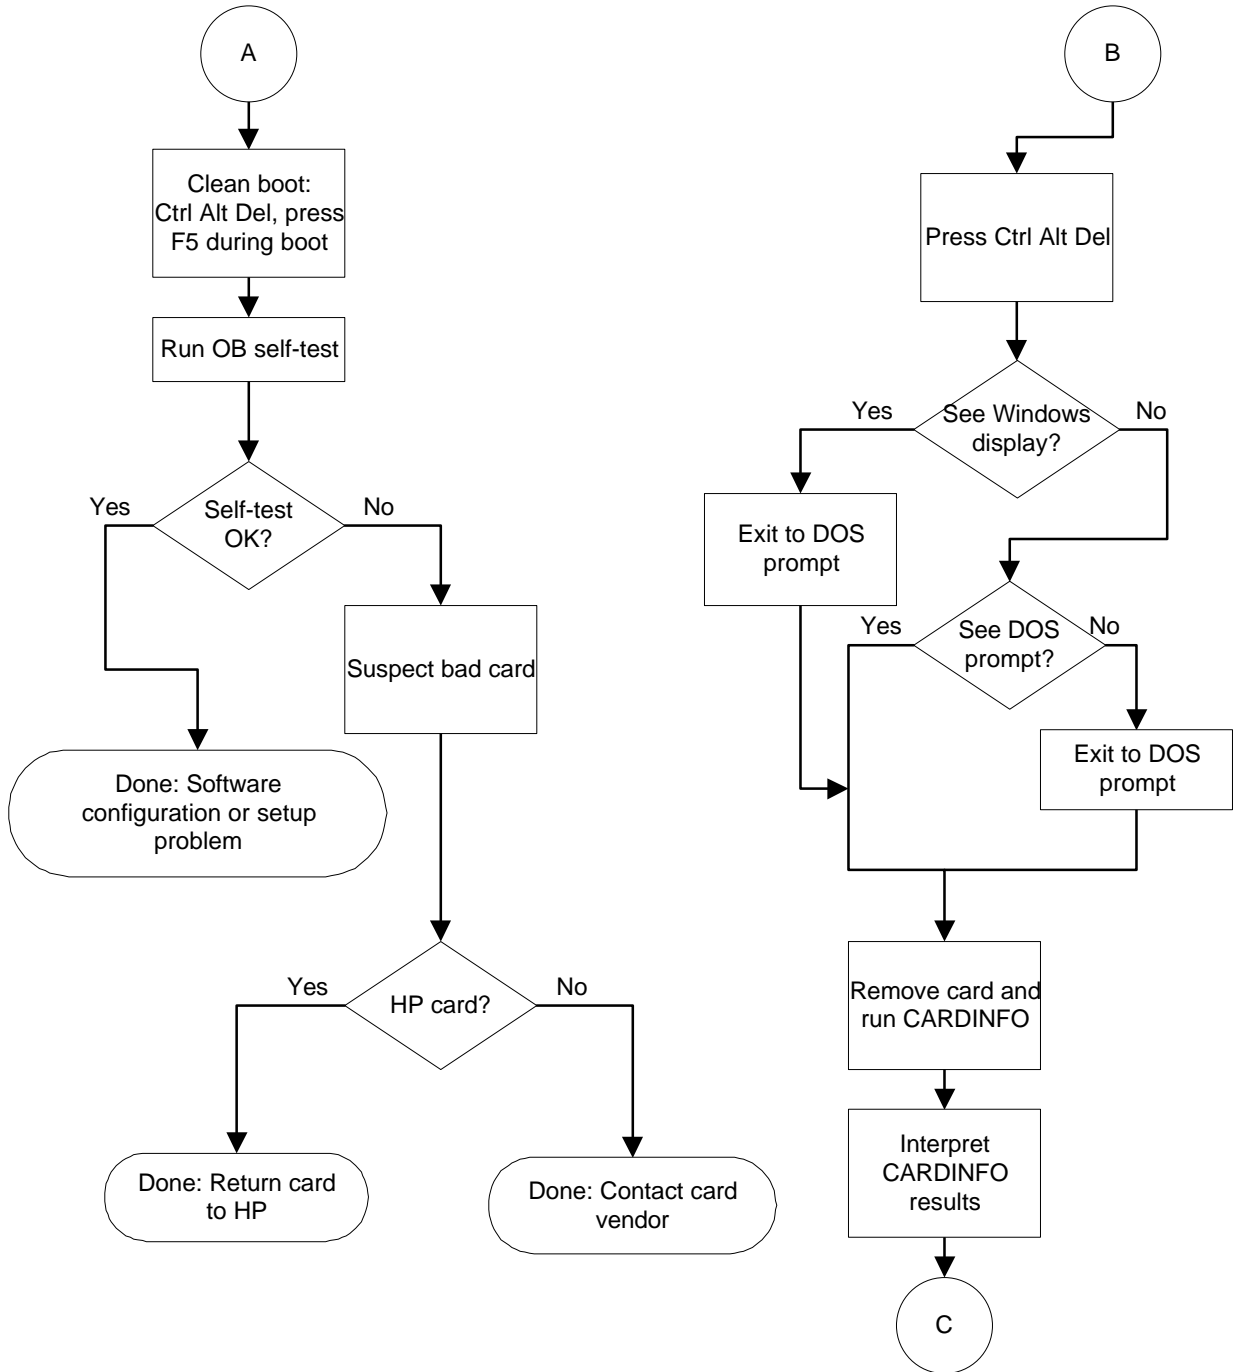 A
Clean boot:
Ctrl Alt Del, press
F5 during boot
Run OB self-test
Yes
Self-test
OK?
No
Suspect bad card
Done: Software
configuration or setup
problem
Yes
HP card?
No
Done: Return card
to HP
Done: Contact card
vendor
B
Press Ctrl Alt Del
Yes
See Windows
display?
No
Exit to DOS
prompt
Yes
See DOS
prompt?
No
Exit to DOS
prompt
Remove card and
run CARDINFO
Interpret
CARDINFO
results
C